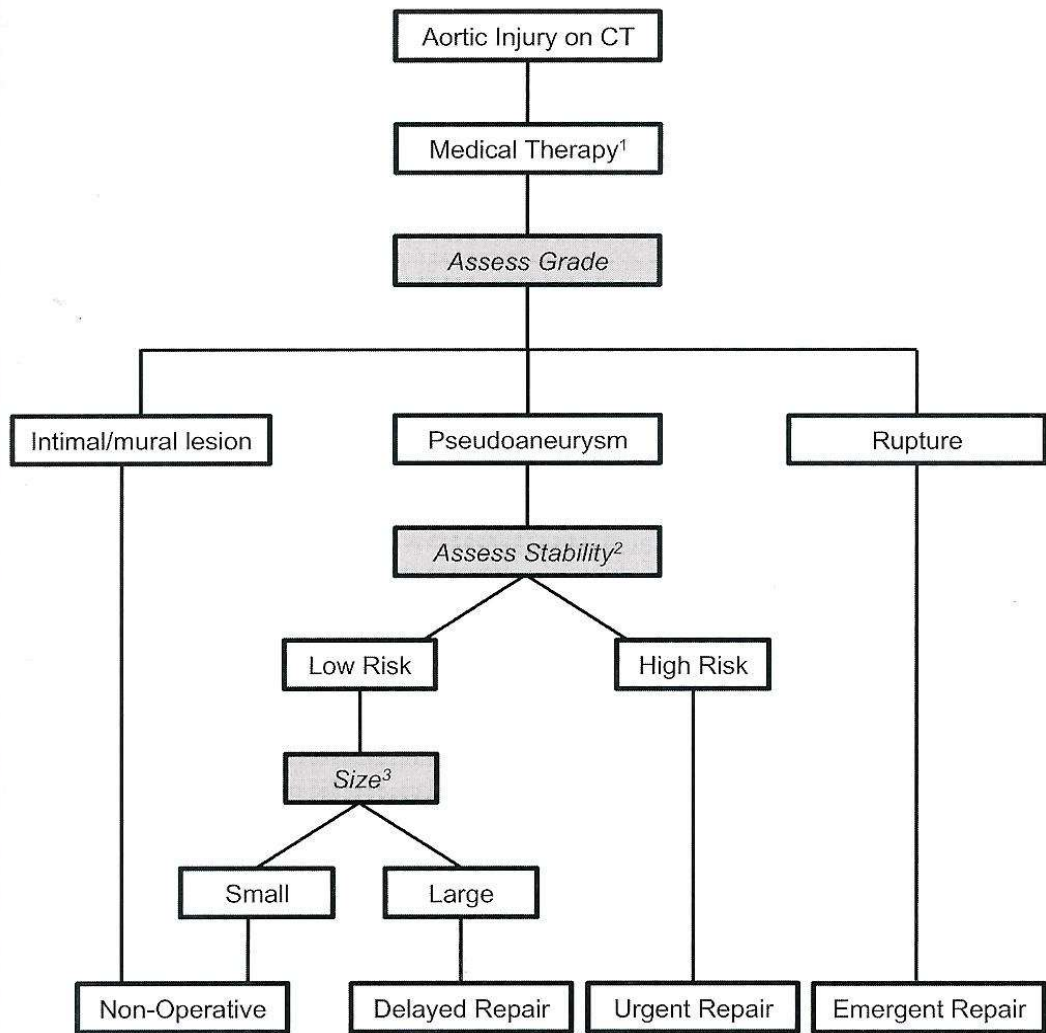 Aortic Injury on CT
Medical Therapy¹
Assess Grade
Intimal/mural lesion
Pseudoaneurysm
Rupture
Assess Stability²
Low Risk
High Risk
Size³
Small
Large
Non-Operative
Delayed Repair
Urgent Repair
Emergent Repair